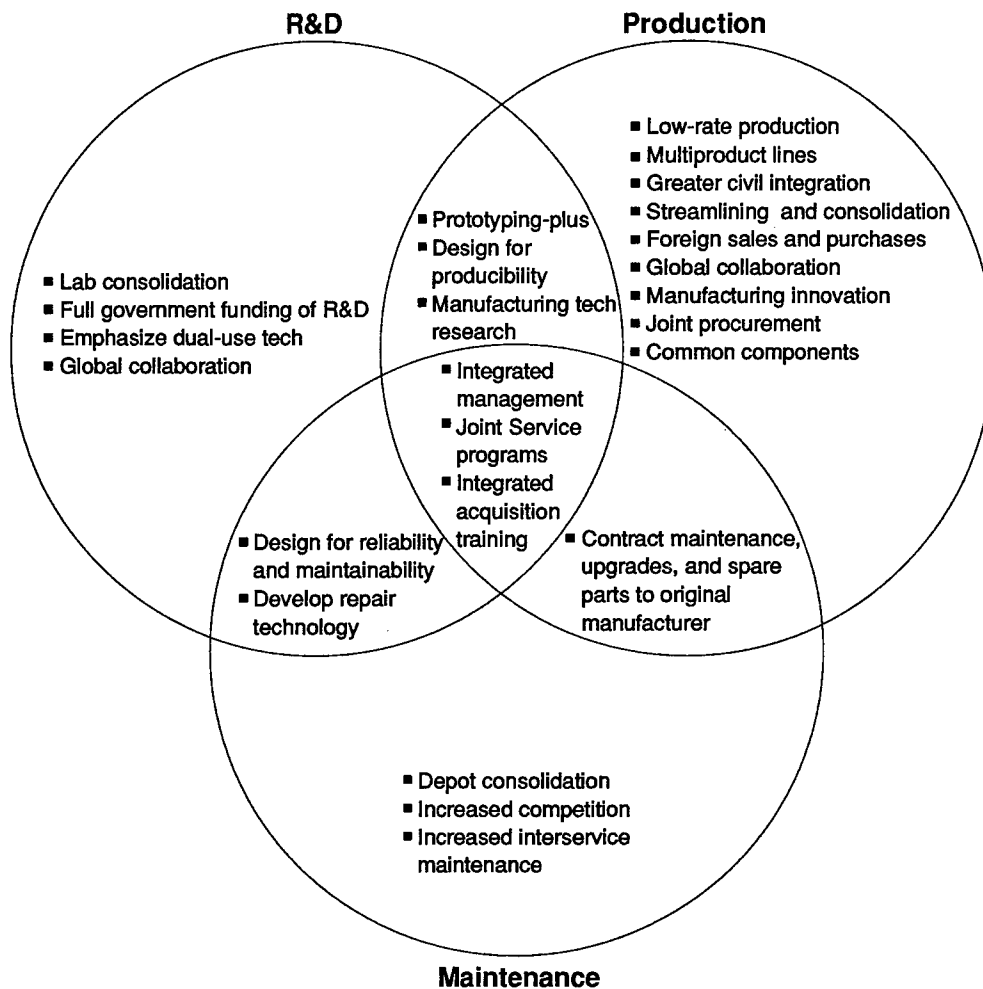 R&D
Production
■ Low-rate production
■ Multiproduct lines
■ Greater civil integration
■ Streamlining and consolidation
■ Foreign sales and purchases
■ Global collaboration
■ Manufacturing innovation
■ Joint procurement
■ Common components
■ Prototyping-plus
■ Design for
producibility
■ Manufacturing tech
research
■ Lab consolidation
■ Full government funding of R&D
■ Emphasize dual-use tech
■ Global collaboration
■ Integrated
management
■ Joint Service
programs
■ Integrated
acquisition
training
■ Design for reliability
and maintainability
■ Develop repair
technology
■ Contract maintenance,
upgrades, and spare
parts to original
manufacturer
■ Depot consolidation
■ Increased competition
■ Increased interservice
maintenance
Maintenance